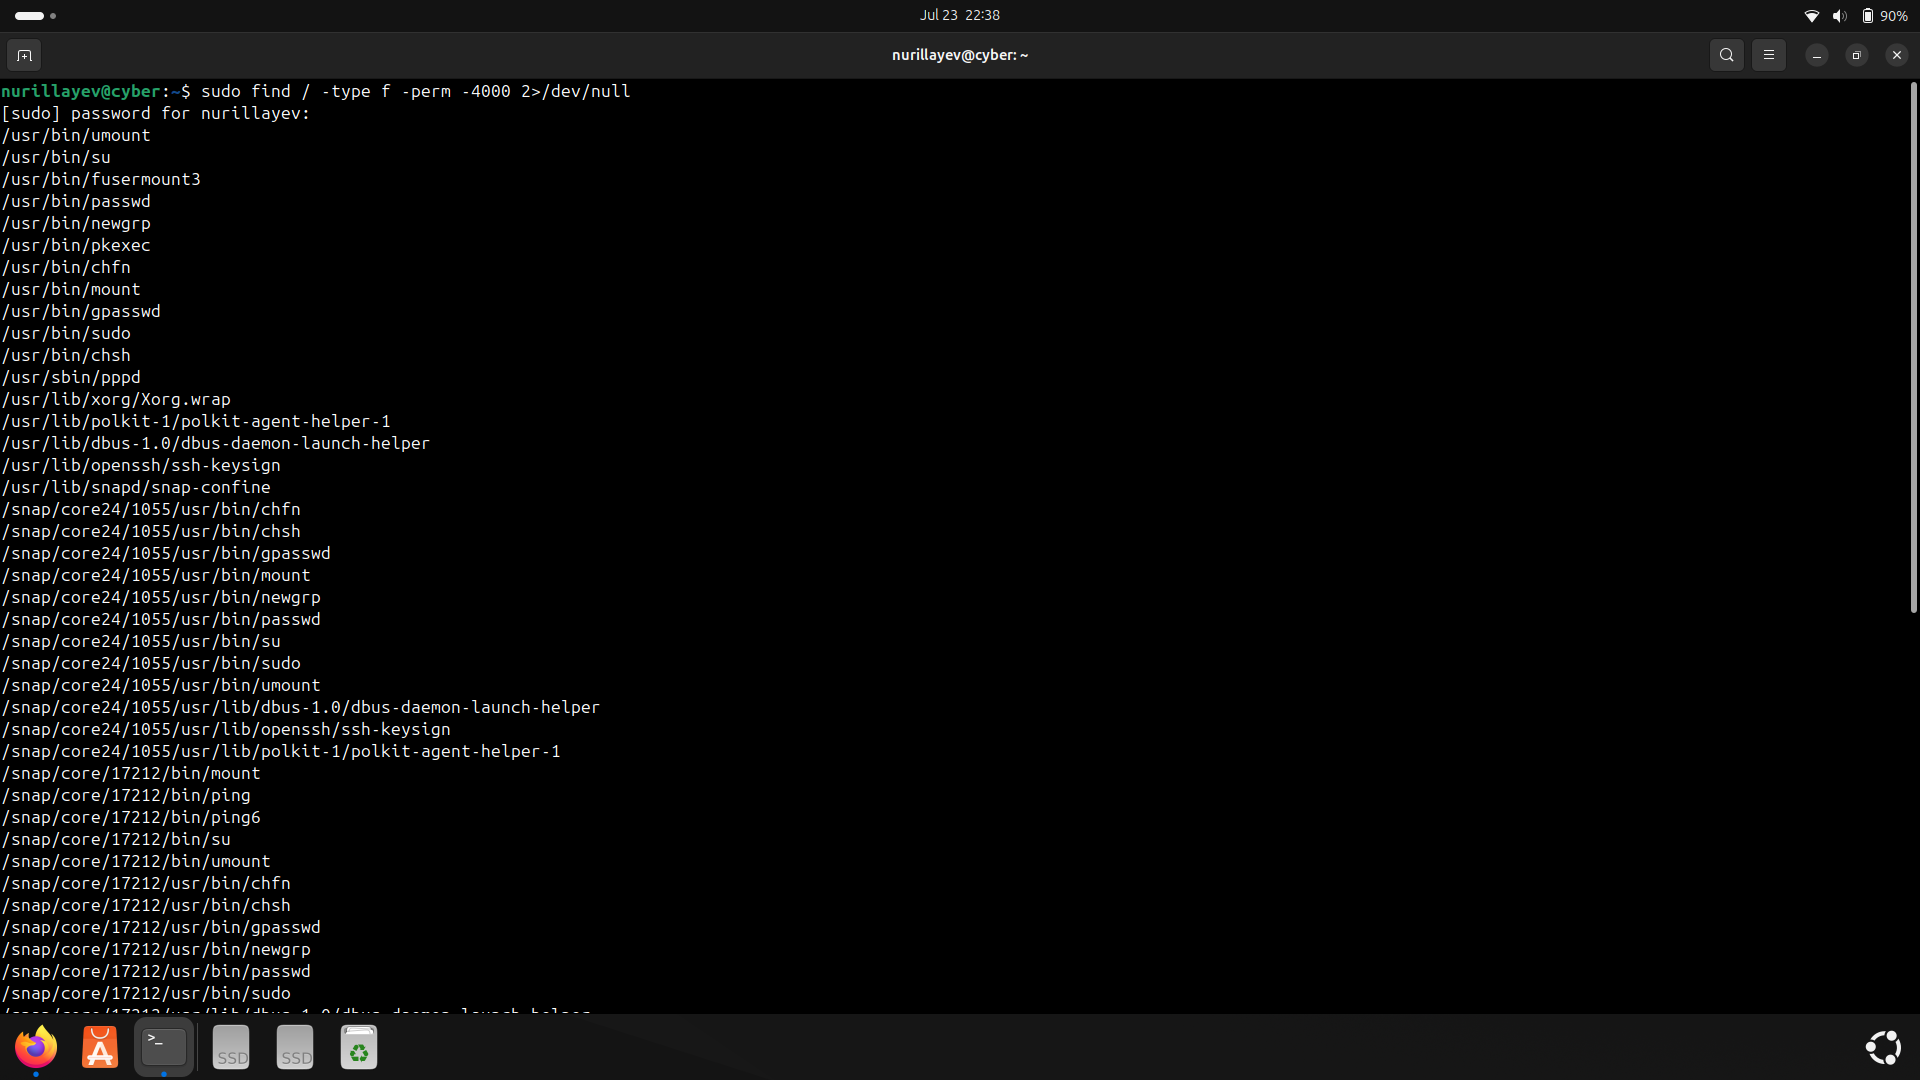 Jul 23 22:38
90%
nurillayev@cyber: ~
nurillayev@cyber:~$ sudo find / -type f -perm -4000 2>/dev/null
[sudo] password for nurillayev:
/usr/bin/umount
/usr/bin/su
/usr/bin/fusermount3
/usr/bin/passwd
/usr/bin/newgrp
/usr/bin/pkexec
/usr/bin/chfn
/usr/bin/mount
/usr/bin/gpasswd
/usr/bin/sudo
/usr/bin/chsh
/usr/sbin/pppd
/usr/lib/xorg/Xorg.wrap
/usr/lib/polkit-1/polkit-agent-helper-1
/usr/lib/dbus-1.0/dbus-daemon-launch-helper
/usr/lib/openssh/ssh-keysign
/usr/lib/snapd/snap-confine
/snap/core24/1055/usr/bin/chfn
/snap/core24/1055/usr/bin/chsh
/snap/core24/1055/usr/bin/gpasswd
/snap/core24/1055/usr/bin/mount
/snap/core24/1055/usr/bin/newgrp
/snap/core24/1055/usr/bin/passwd
/snap/core24/1055/usr/bin/su
/snap/core24/1055/usr/bin/sudo
/snap/core24/1055/usr/bin/umount
/snap/core24/1055/usr/lib/dbus-1.0/dbus-daemon-launch-helper
/snap/core24/1055/usr/lib/openssh/ssh-keysign
/snap/core24/1055/usr/lib/polkit-1/polkit-agent-helper-1
/snap/core/17212/bin/mount
/snap/core/17212/bin/ping
/snap/core/17212/bin/ping6
/snap/core/17212/bin/su
/snap/core/17212/bin/umount
/snap/core/17212/usr/bin/chfn
/snap/core/17212/usr/bin/chsh
/snap/core/17212/usr/bin/gpasswd
/snap/core/17212/usr/bin/newgrp
/snap/core/17212/usr/bin/passwd
/snap/core/17212/usr/bin/sudo
/snap/core/17212/usr/lib/dbus-1.0/dbus-daemon-launch-helper
>_
SSD
SSD